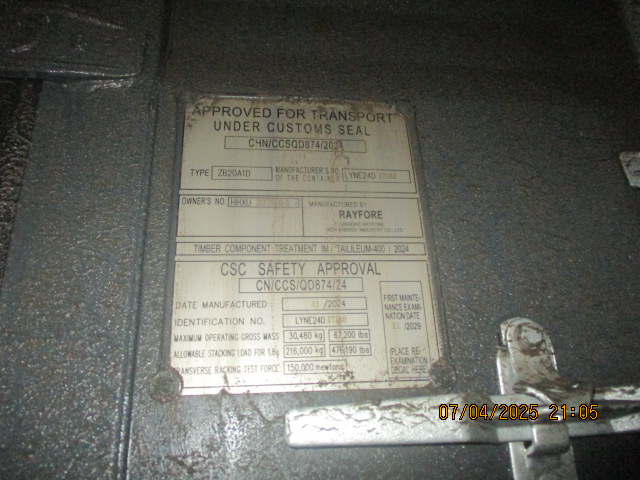 APPROVED FOR TRANSPORT
UNDER CUSTOMS SEAL
CHN/CCSQD874/2024
TYPE ZB20A1D MANUFACTURER'S NO. OF THE CONTAINER LYNE24D
OWNER'S NO. HHXU
MANUFACTURED BY
RAYFORE
TIMBER COMPONENT TREATMENT IM / TAILILEUM-400 / 2024
CSC SAFETY APPROVAL
CN/CCS/QD874/24
DATE MANUFACTURED 11/2024
IDENTIFICATION NO. LYNE24D
MAXIMUM OPERATING GROSS MASS 30,480 kg 67,200 lbs
ALLOWABLE STACKING LOAD FOR 1.8g 216,000 kg 476,190 lbs
TRANSVERSE RACKING TEST FORCE 150,000 newtons
FIRST MAINTE-
NANCE EXAMI-
NATION DATE
11/2029
(PLACE RE-
EXAMINATION
DECAL HERE)
07/04/2025 21:05